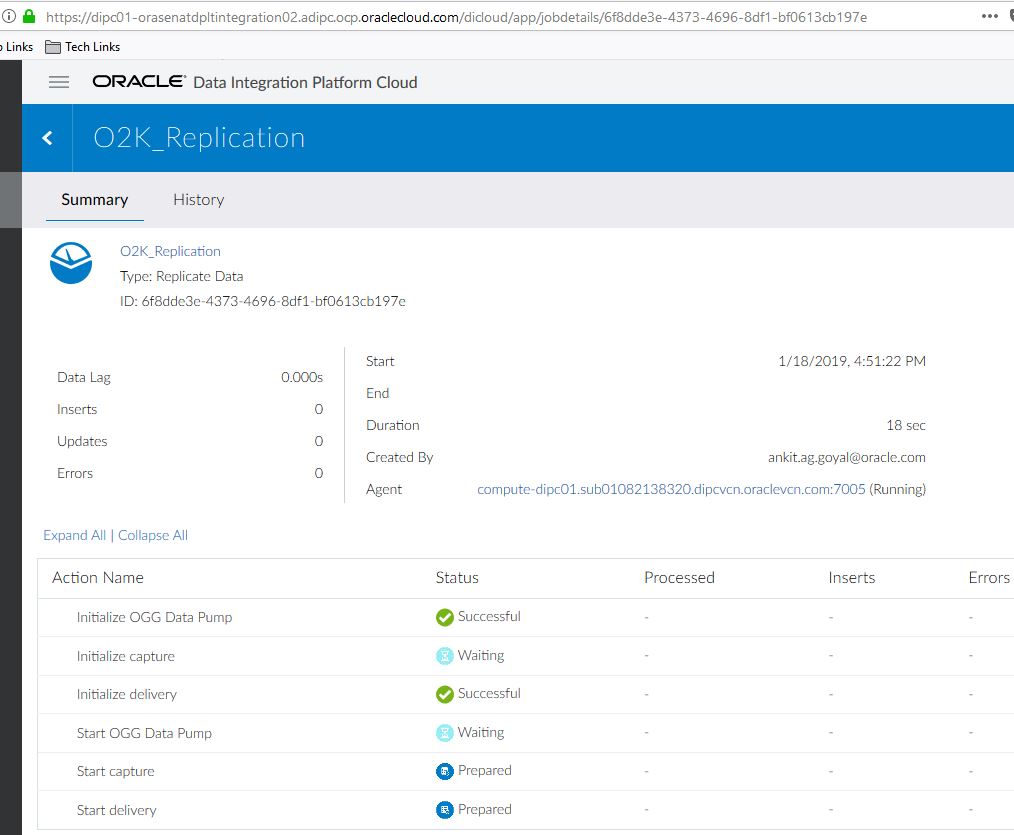 https://dipc01-orasenatdpltintegration02.adipc.ocp.oraclecloud.com/dicloud/app/jobdetails/6f8dde3e-4373-4696-8df1-bf0613cb197e
Links Tech Links
ORACLE Data Integration Platform Cloud
O2K_Replication
Summary History
O2K_Replication
Type: Replicate Data
ID: 6f8dde3e-4373-4696-8df1-bf0613cb197e
Data Lag 0.000s
Inserts 0
Updates 0
Errors 0
Start 1/18/2019, 4:51:22 PM
End
Duration 18 sec
Created By ankit.ag.goyal@oracle.com
Agent compute-dipc01.sub01082138320.dipcvcn.oraclevcn.com:7005 (Running)
Expand All | Collapse All
Action Name Status Processed Inserts Errors
Initialize OGG Data Pump Successful - - -
Initialize capture Waiting - - -
Initialize delivery Successful - - -
Start OGG Data Pump Waiting - - -
Start capture Prepared - - -
Start delivery Prepared - - -